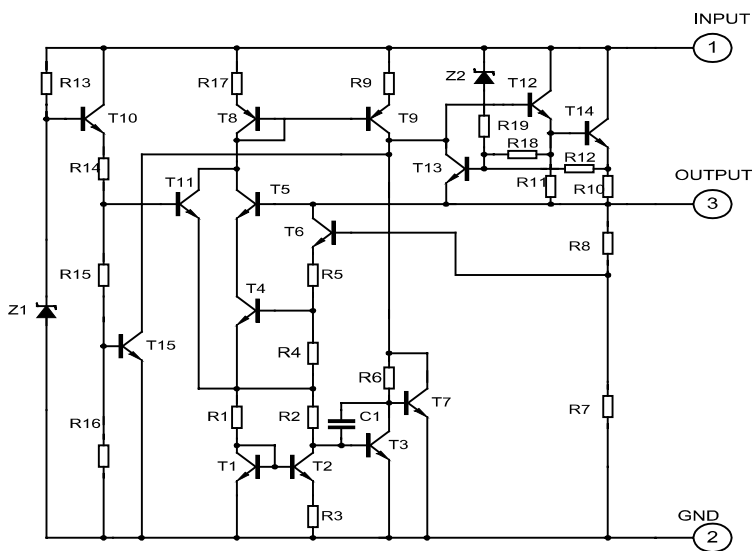 INPUT
1
R13
R17
R9
Z2
T12
T10
T8
T9
T14
R19
R18
R14
T13
R12
T11
T5
R11
R10
OUTPUT
3
T6
R8
R15
R5
T4
Z1
T15
R4
R6
T7
R7
R1
R2
C1
R16
T3
T1
T2
R3
GND
2